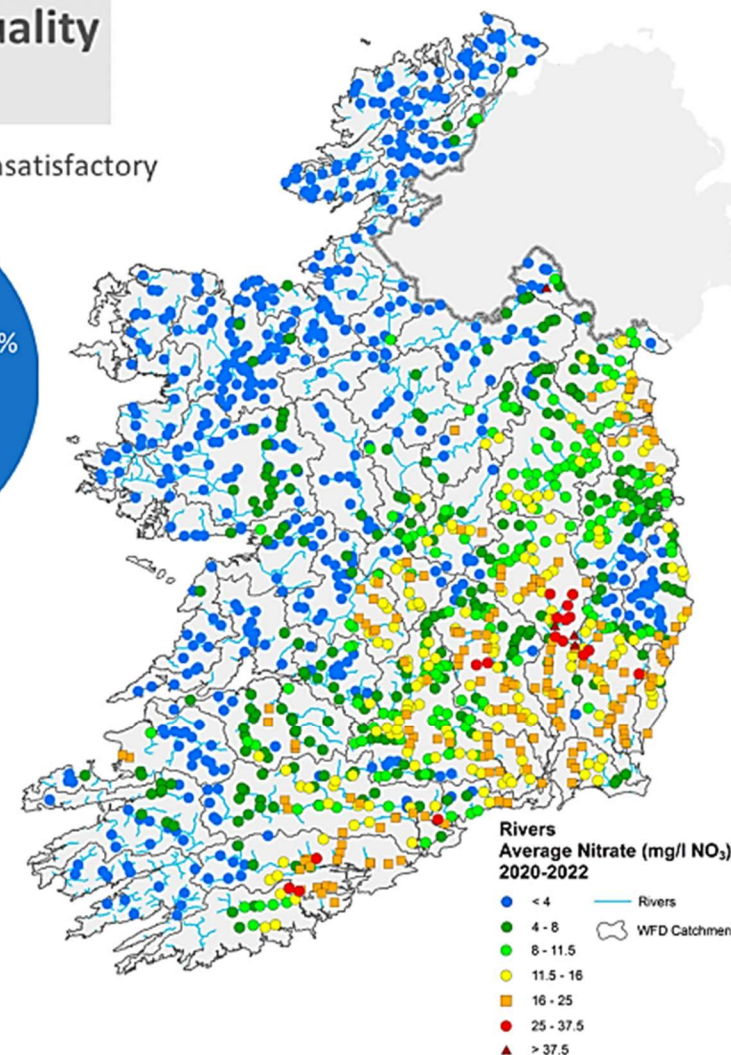 uality
nsatisfactory
%
Rivers
Average Nitrate (mg/l NO₃)
2020-2022
< 4
Rivers
4 - 8
WFD Catchmen
8 - 11.5
11.5 - 16
16 - 25
25 - 37.5
> 37.5